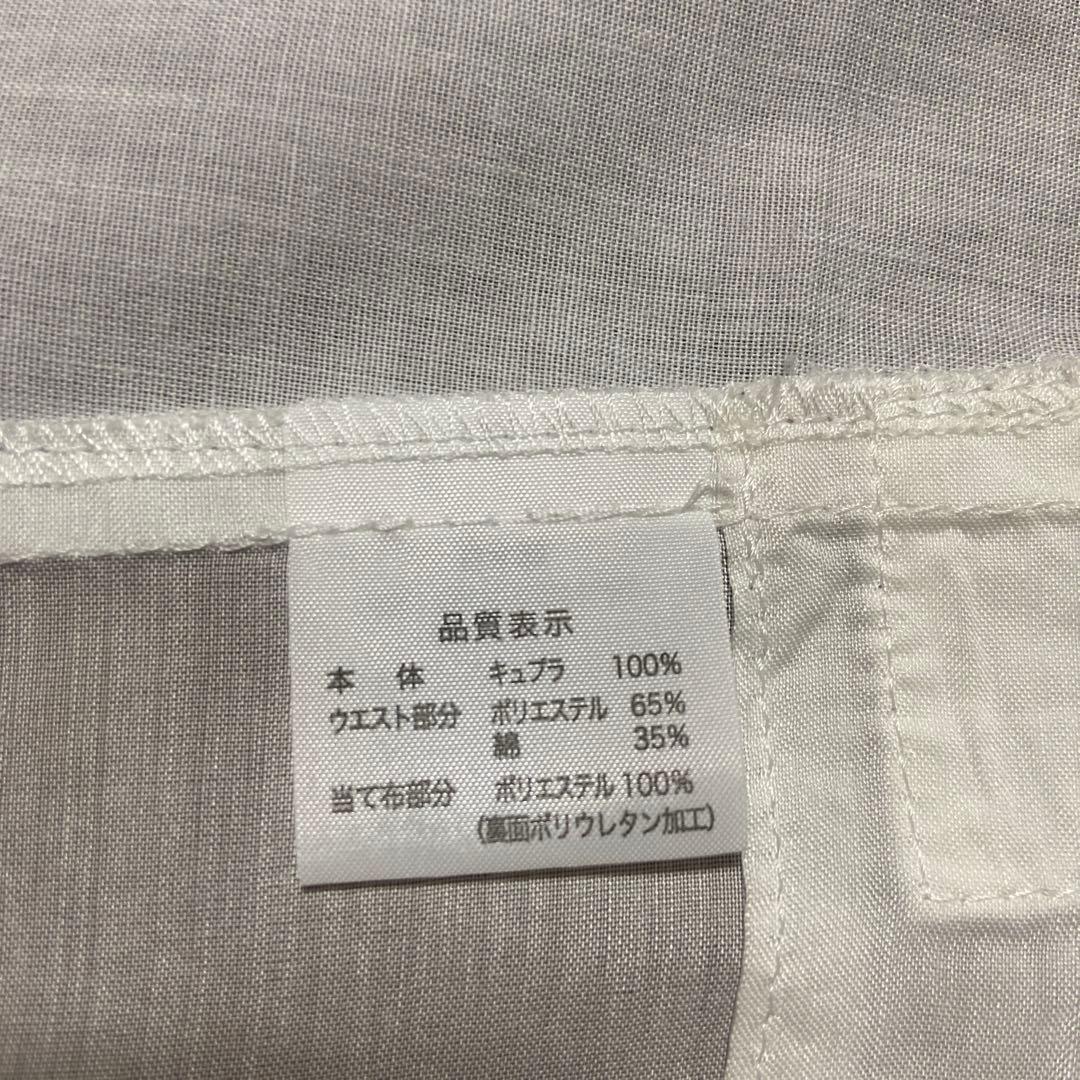 品質表示
本 体 キュプラ 100%
ウエスト部分 ポリエステル 65%
綿 35%
当て布部分 ポリエステル 100%
(裏面ポリウレタン加工)